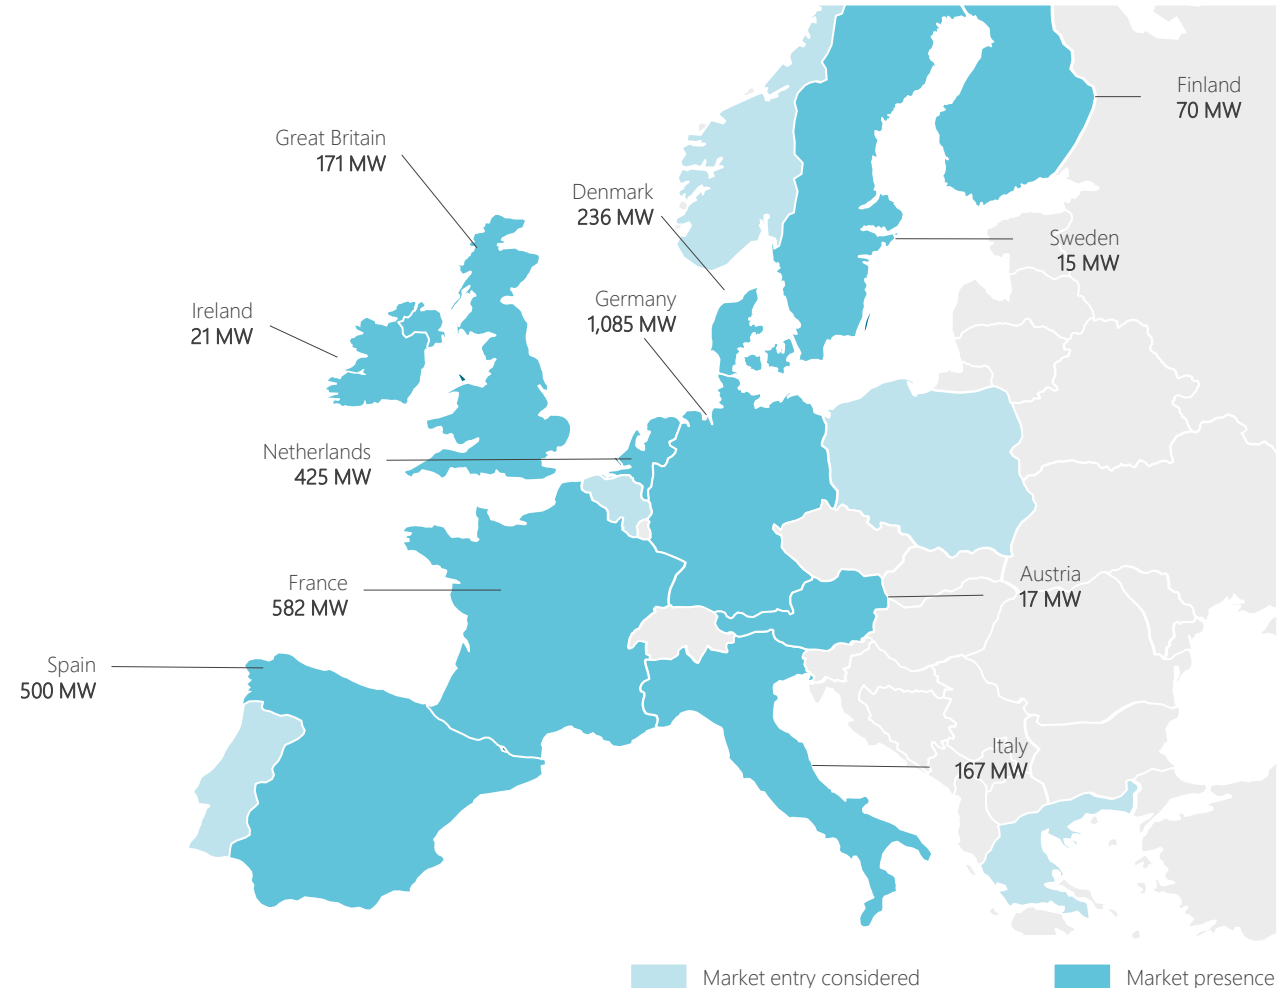 Finland
70 MW
Great Britain
171 MW
Denmark
236 MW
Sweden
15 MW
Germany
1,085 MW
Ireland
21 MW
Netherlands
425 MW
Austria
17 MW
France
582 MW
Spain
500 MW
Italy
167 MW
Market entry considered
Market presence